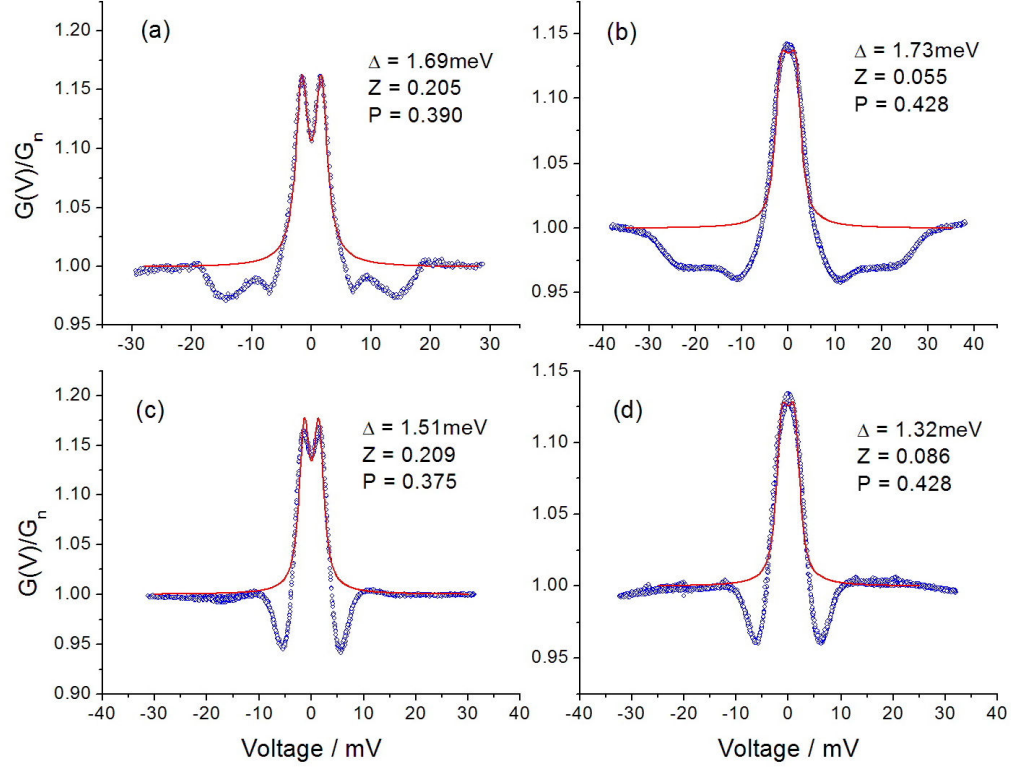 (a)
Δ = 1.69meV
Z = 0.205
P = 0.390
G(V)/Gn
1.20
1.15
1.10
1.05
1.00
0.95
-40 -30 -20 -10 0 10 20 30 40
(b)
Δ = 1.73meV
Z = 0.055
P = 0.428
1.15
1.10
1.05
1.00
0.95
-40 -30 -20 -10 0 10 20 30 40
(c)
Δ = 1.51meV
Z = 0.209
P = 0.375
G(V)/Gn
1.20
1.15
1.10
1.05
1.00
0.95
0.90
-40 -30 -20 -10 0 10 20 30 40
Voltage / mV
(d)
Δ = 1.32meV
Z = 0.086
P = 0.428
1.15
1.10
1.05
1.00
0.95
-40 -30 -20 -10 0 10 20 30 40
Voltage / mV